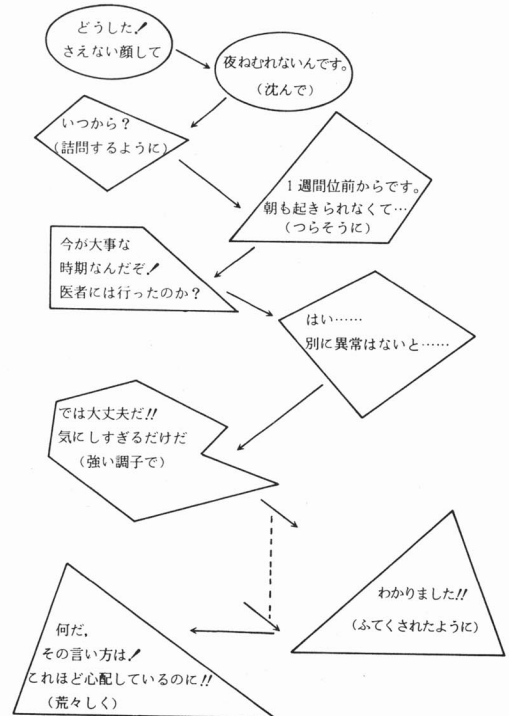 どうした!
さえない顔して
夜ねむれないんです。
(沈んで)
いつから?
(詰問するように)
1週間位前からです。
朝も起きられなくて…
(つらそうに)
今が大事な
時期なんだぞ!
医者には行ったのか?
はい……
別に異常はないと……
では大丈夫だ!!
気にしすぎるだけだ
(強い調子で)
わかりました!!
(ふてくされたように)
何だ,
その言い方は!
これほど心配しているのに!!
(荒々しく)